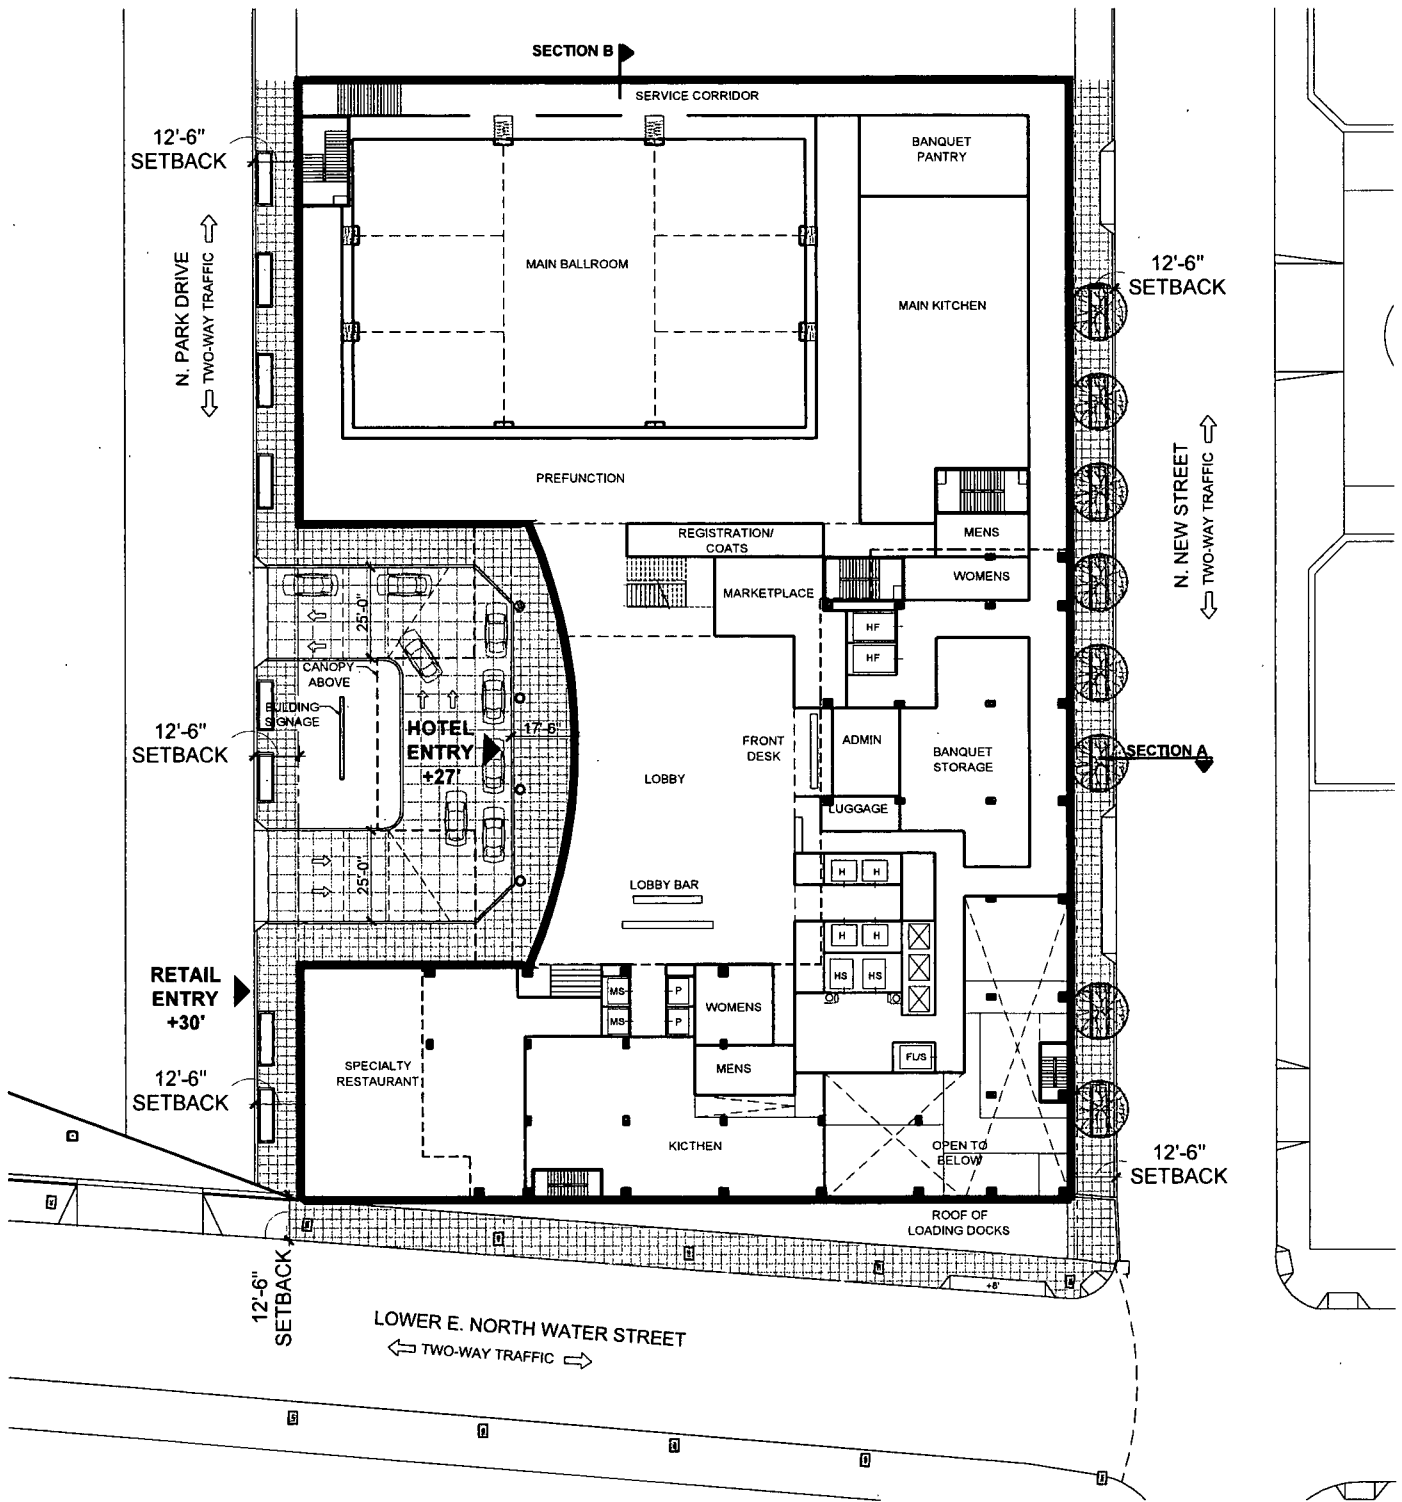 SECTION B
SERVICE CORRIDOR
12'-6"
SETBACK
BANQUET
PANTRY
N. PARK DRIVE
TWO-WAY TRAFFIC
MAIN BALLROOM
MAIN KITCHEN
12'-6"
SETBACK
N. NEW STREET
TWO-WAY TRAFFIC
PREFUNCTION
REGISTRATION/
COATS
MENS
WOMENS
MARKETPLACE
25'-0"
HF
HF
CANOPY
ABOVE
BUILDING
SIGNAGE
12'-6"
SETBACK
HOTEL
ENTRY
+27'
17'-6"
FRONT
DESK
ADMIN
BANQUET
STORAGE
SECTION A
LOBBY
LUGGAGE
25'-0"
LOBBY BAR
H
H
H
H
HS
HS
RETAIL
ENTRY
+30'
MS
P
MS
P
WOMENS
FL/S
SPECIALTY
RESTAURANT
MENS
12'-6"
SETBACK
KICTHEN
OPEN TO
BELOW
12'-6"
SETBACK
ROOF OF
LOADING DOCKS
12'-6"
SETBACK
LOWER E. NORTH WATER STREET
TWO-WAY TRAFFIC